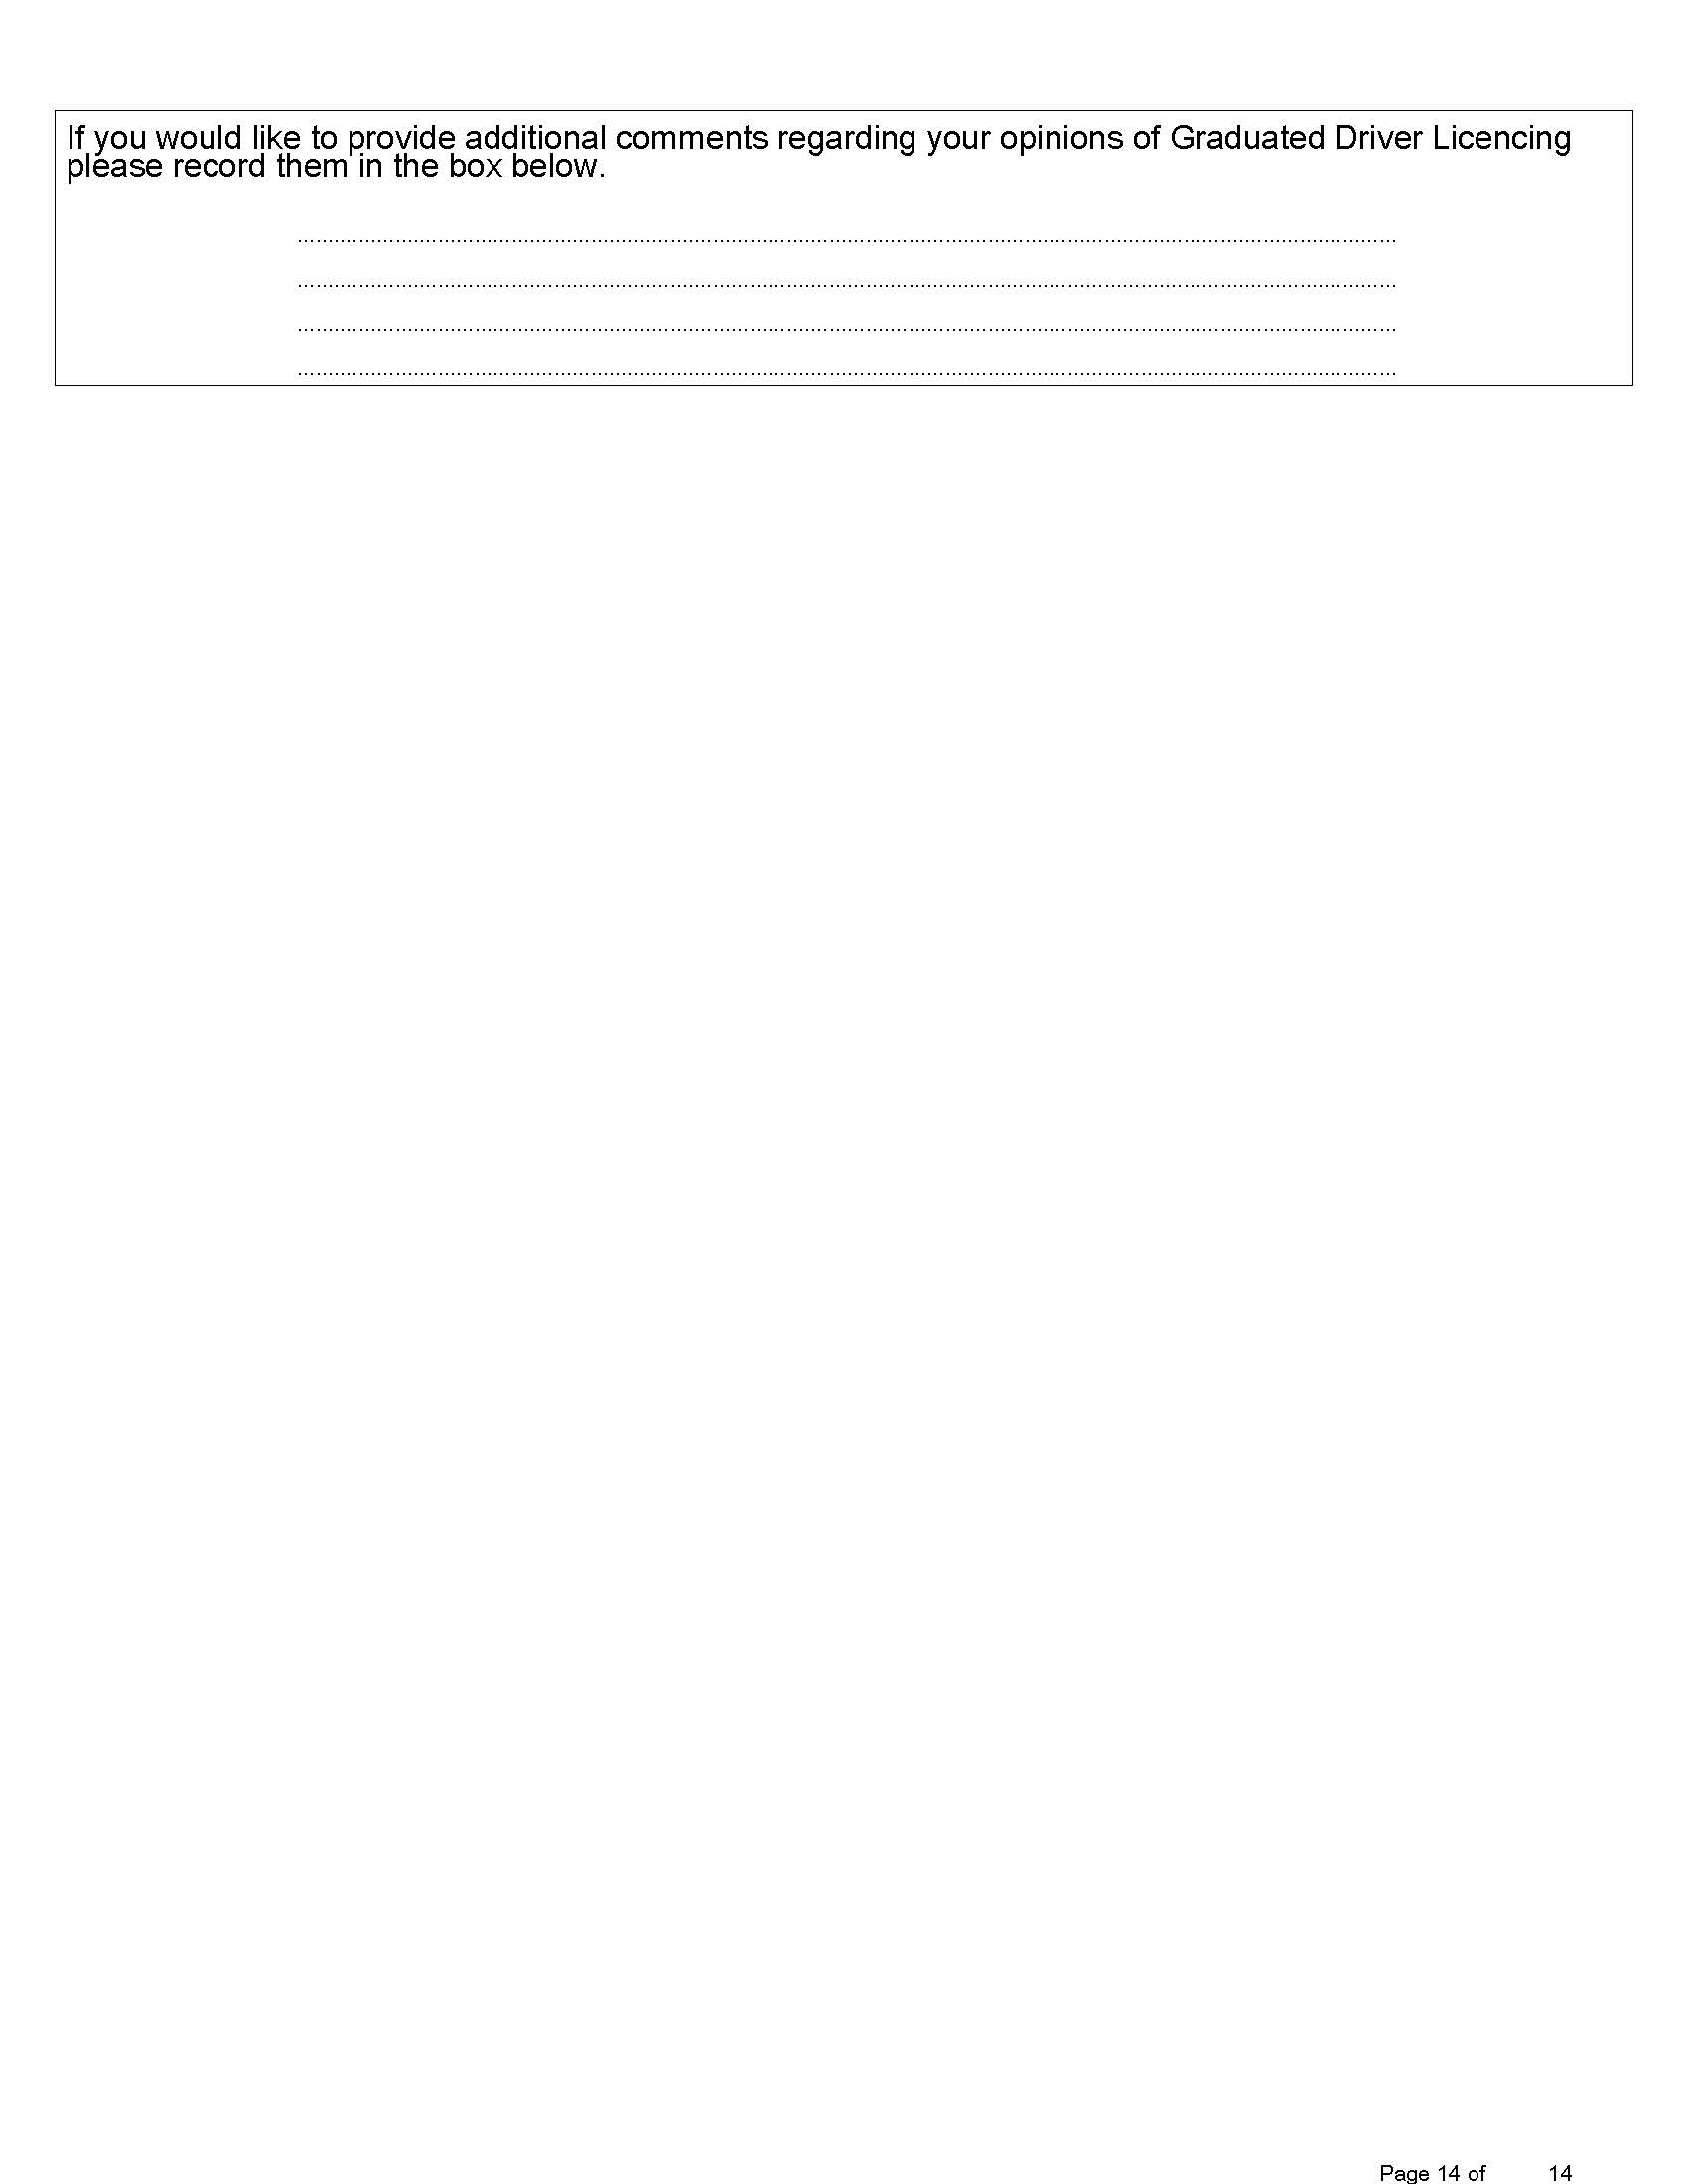 If you would like to provide additional comments regarding your opinions of Graduated Driver Licencing
please record them in the box below.
................................................................................
................................................................................
................................................................................
................................................................................
Page 14 of 14